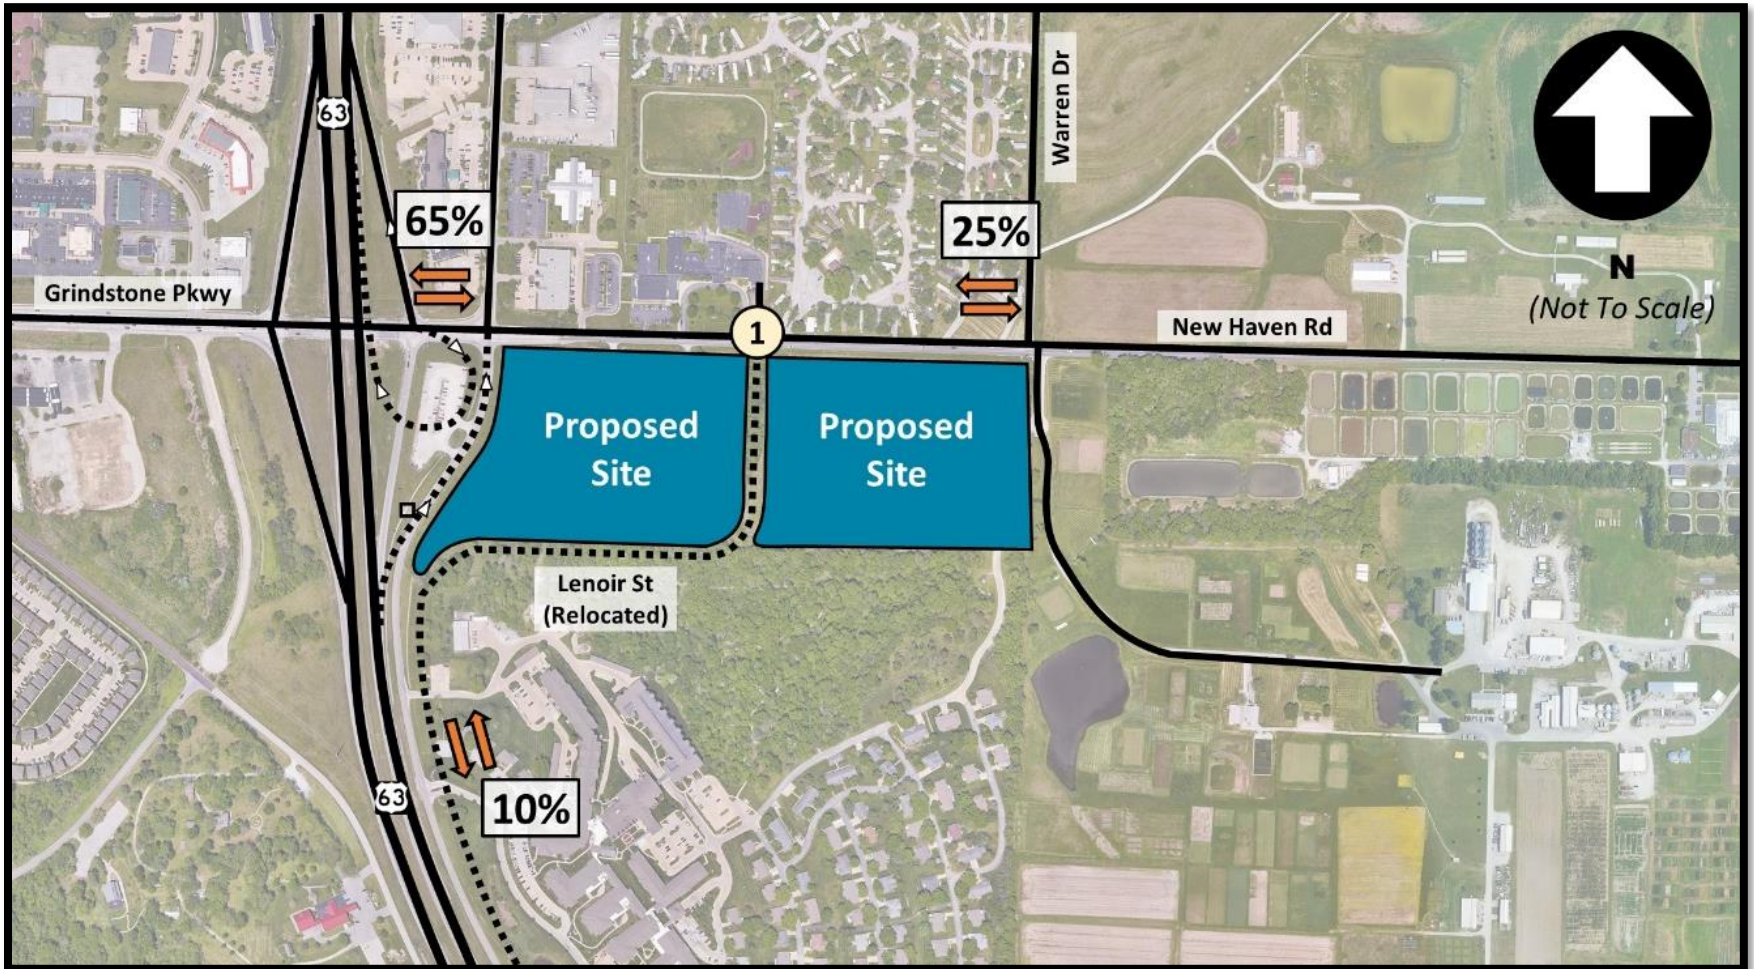 63
Warren Dr
65%
25%
N
(Not To Scale)
Grindstone Pkwy
1
New Haven Rd
Proposed
Site
Proposed
Site
Lenoir St
(Relocated)
63
10%